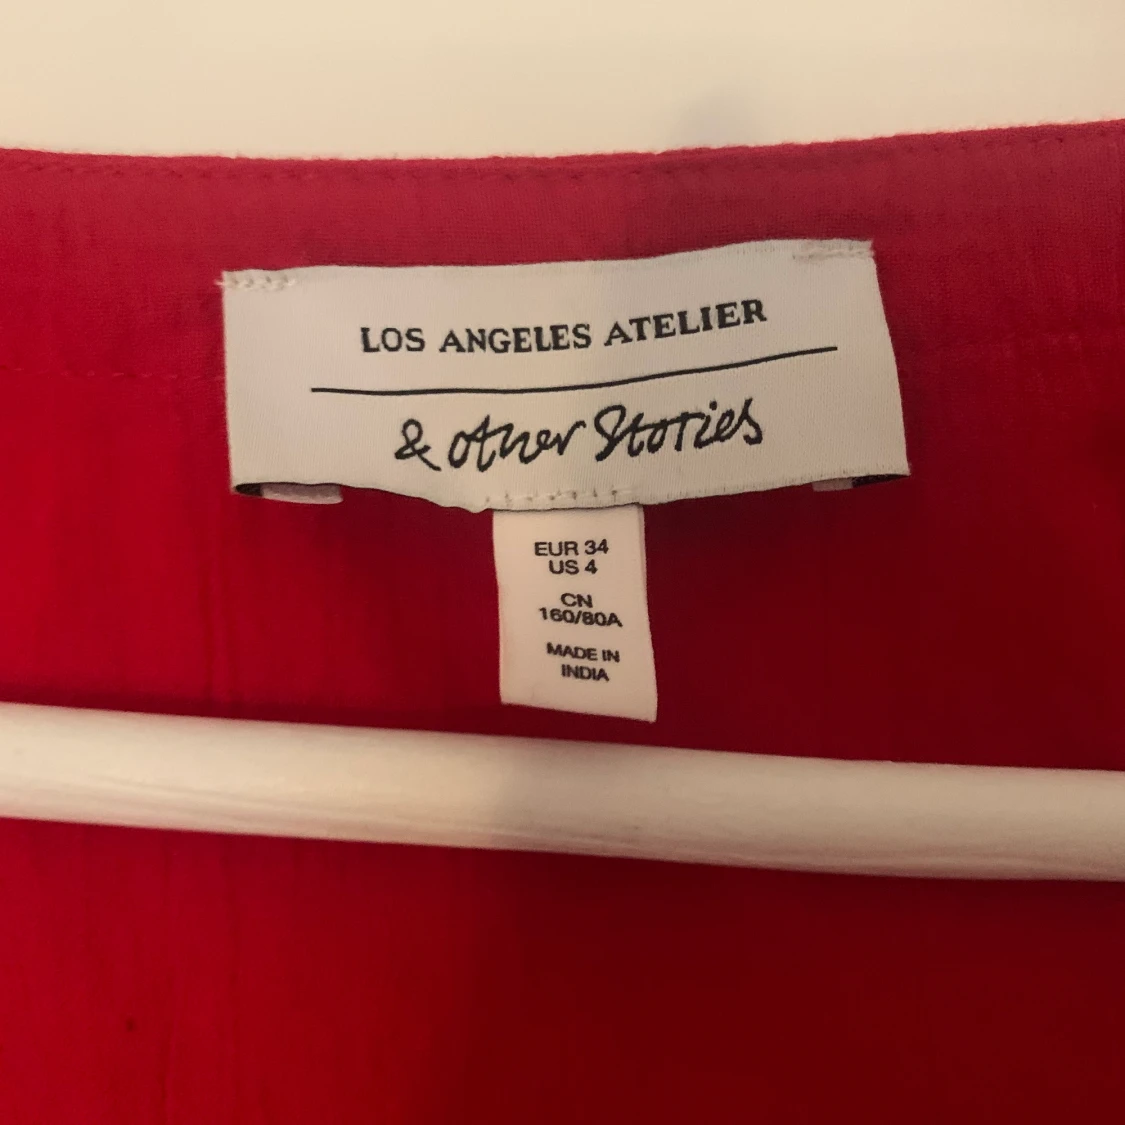 LOS ANGELES ATELIER
& other Stories
EUR 34
US 4
CN
160/80A
MADE IN
INDIA